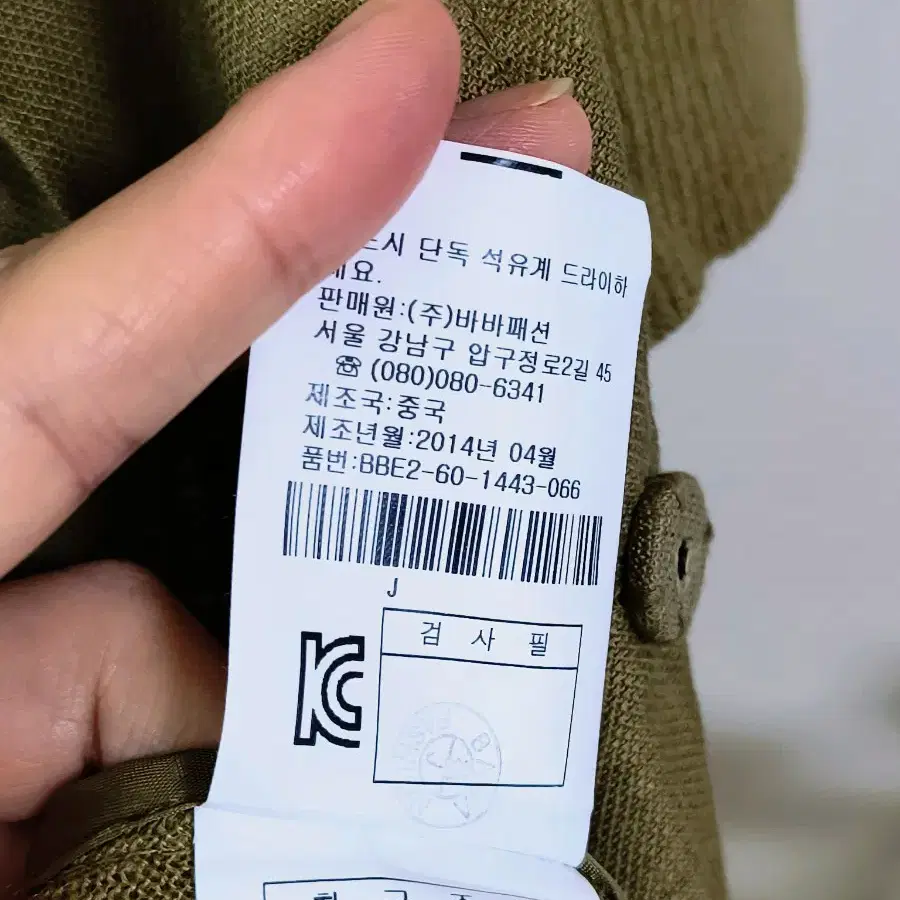 드시 단독 석유계 드라이하
세요.
판매원:(주)바바패션
서울 강남구 압구정로2길 45
☏ (080)080-6341
제조국:중국
제조년월:2014년 04월
품번:BBE2-60-1443-066
J
검 사 필
KC